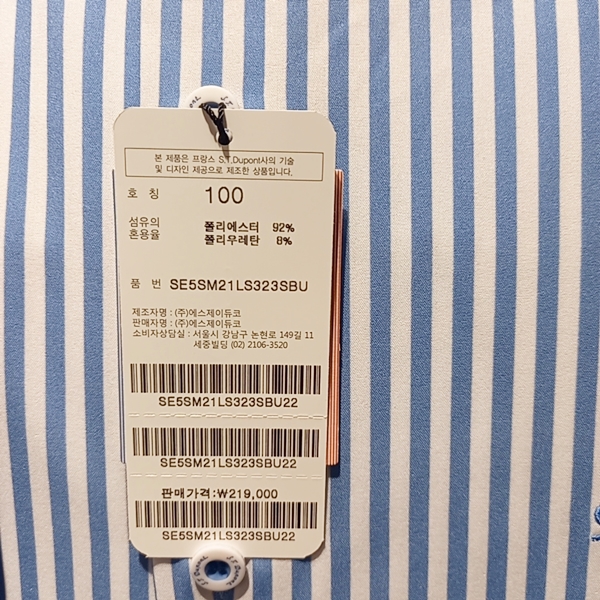 본 제품은 프랑스 S.T.Dupont사의 기술
및 디자인 제공으로 제조한 상품입니다.
호 칭 100
섬유의 폴리에스터 92%
혼용율 폴리우레탄 8%
품 번 SE5SM21LS323SBU
제조자명 : (주)에스제이듀코
판매자명 : (주)에스제이듀코
소비자상담실 : 서울시 강남구 논현로 149길 11
세중빌딩 (02) 2106-3520
SE5SM21LS323SBU22
SE5SM21LS323SBU22
판매가격:₩219,000
SE5SM21LS323SBU22